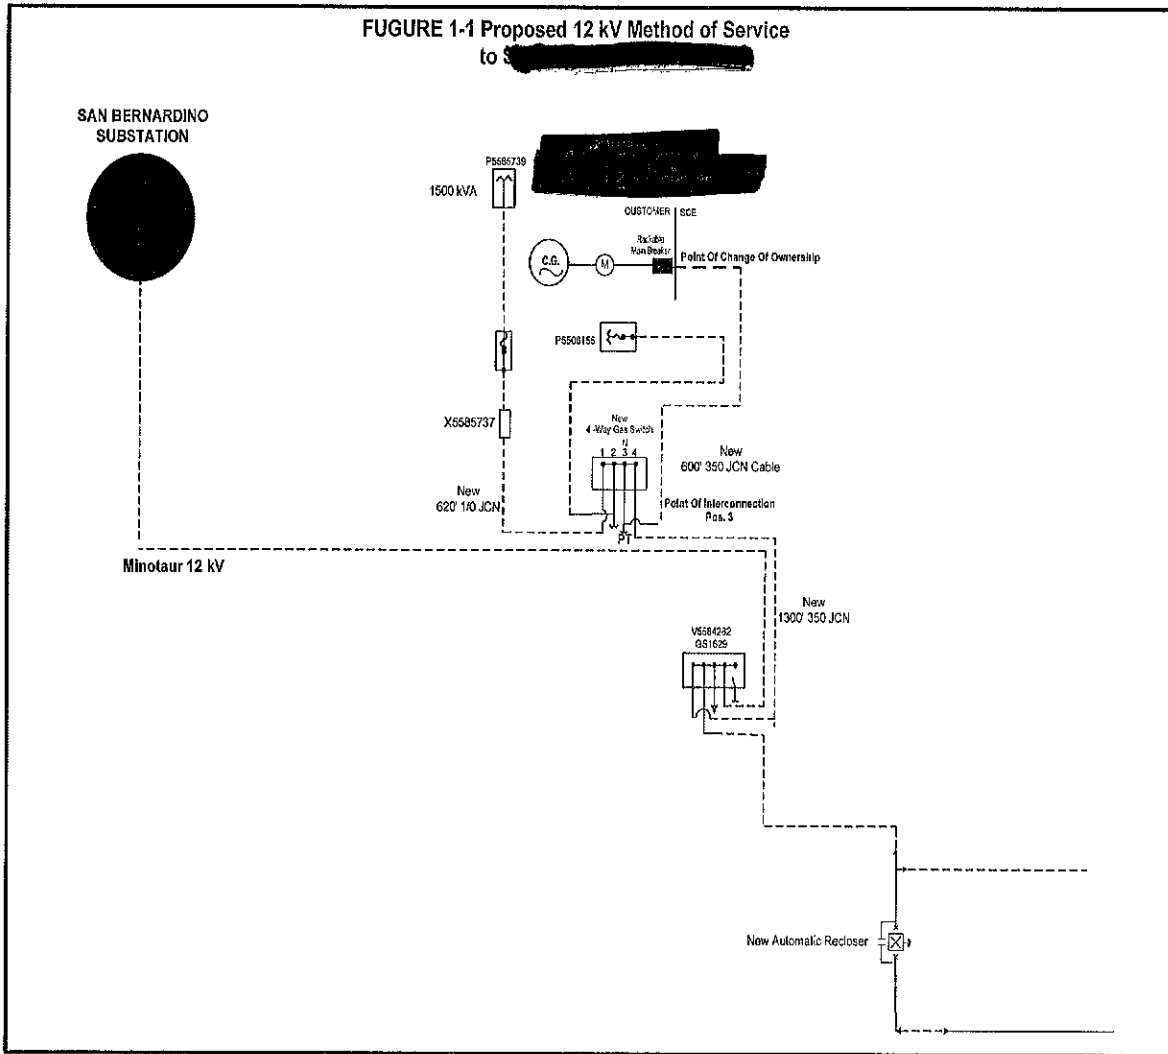 FUGURE 1-1 Proposed 12 kV Method of Service
to
SAN BERNARDINO
SUBSTATION
P5585739
1500 kVA
CUSTOMER SCE
Main Breaker
Point Of Change Of Ownership
C.G.
M
X5585737
New
4-Way Gas Switch
N
1 2 3 4
New
600' 350 JCN Cable
New
620' 1/0 JCN
Point Of Interconnection
Pos. 3
PT
Minotaur 12 kV
New
1300' 350 JCN
GS1629
New Automatic Recloser